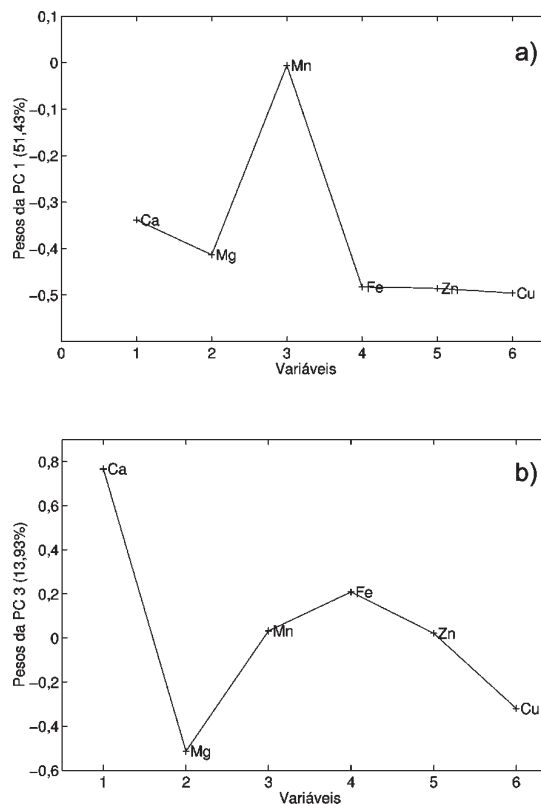 a)
0,1
0
−0,1
−0,2
−0,3
−0,4
−0,5
Pesos da PC 1 (51,43%)
Ca
Mg
Mn
Fe
Zn
Cu
0 1 2 3 4 5 6
Variáveis
b)
0,8
0,6
0,4
0,2
0
−0,2
−0,4
−0,6
Pesos da PC 3 (13,93%)
Ca
Mg
Mn
Fe
Zn
Cu
1 2 3 4 5 6
Variáveis